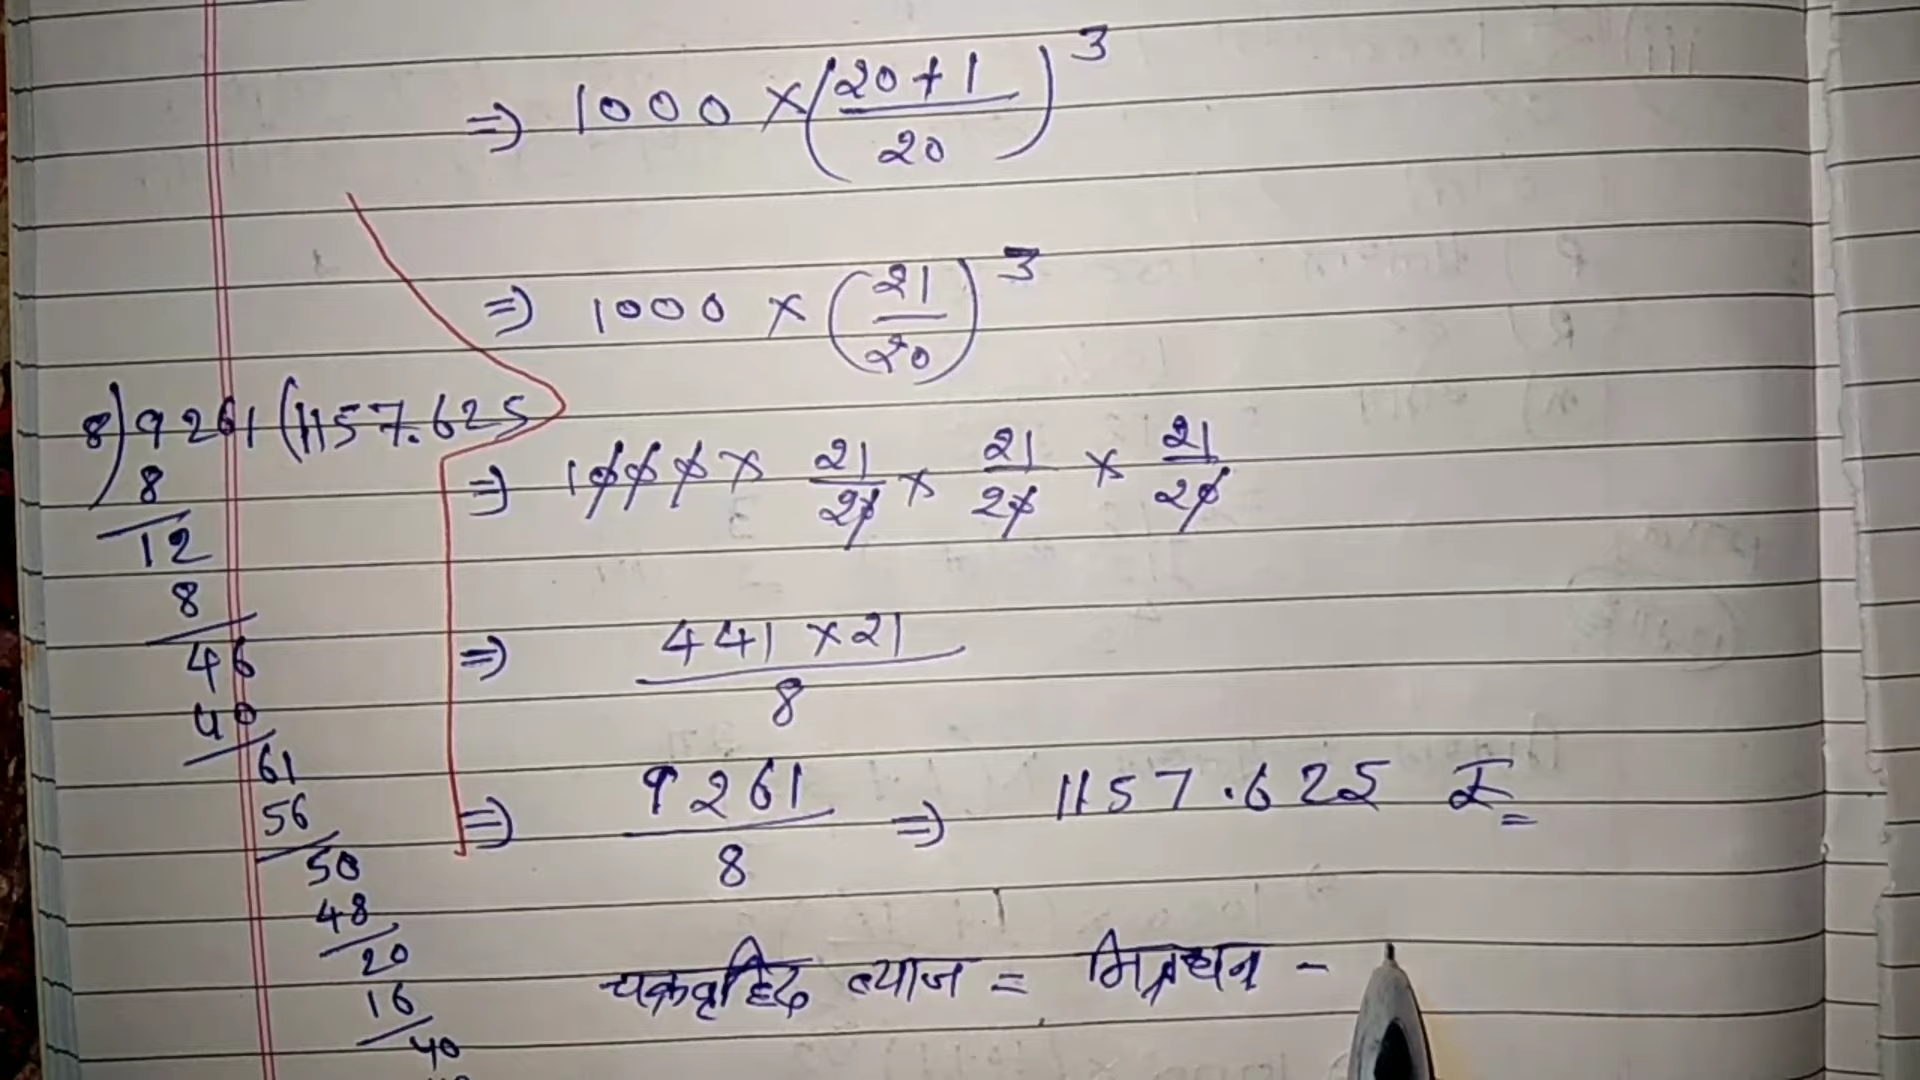 ⇒ 1000 × (20+1/20)^3
⇒ 1000 × (21/20)^3
8) 9261 (1157.625
8
12
8
46
40
61
56
50
48
20
16
40
⇒ 1000 × 21/20 × 21/20 × 21/20
⇒ 441 × 21/8
⇒ 9261/8 ⇒ 1157.625
चक्रवृद्धि ब्याज = मिश्रधन -